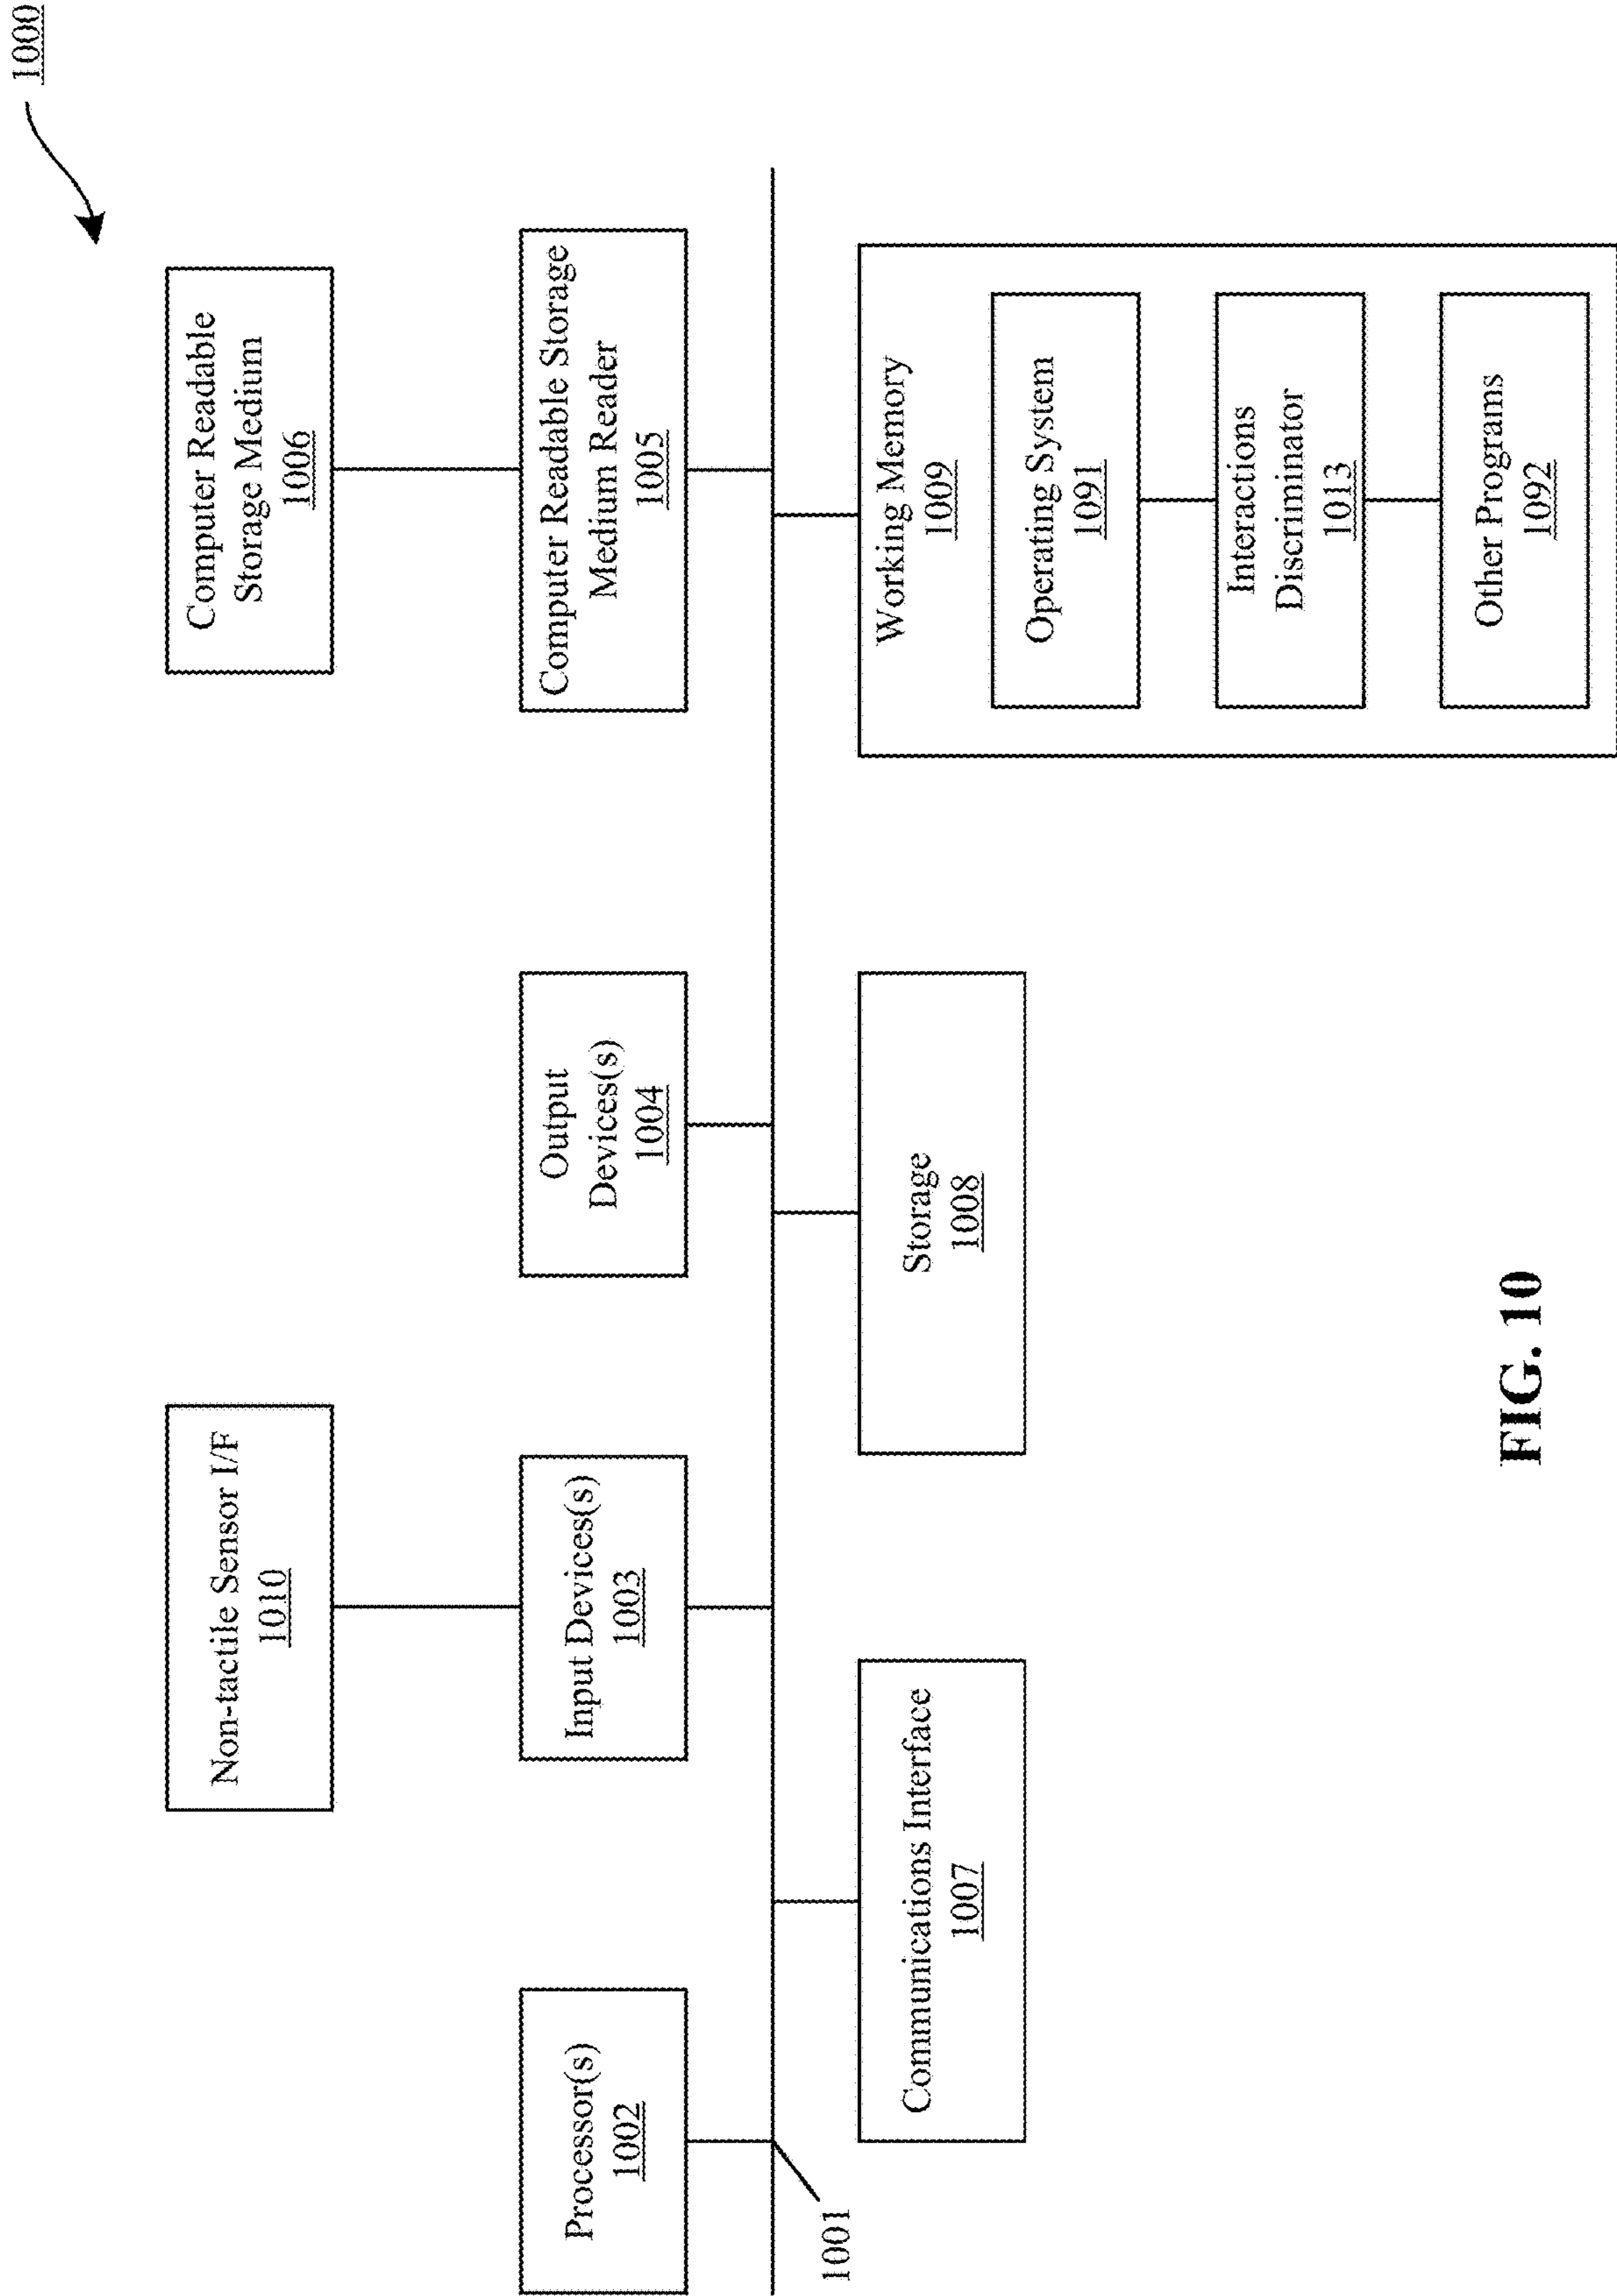 1000
Non-tactile Sensor I/F
1010
Computer Readable
Storage Medium
1006
Processor(s)
1002
Input Devices(s)
1003
Output
Devices(s)
1004
Computer Readable Storage
Medium Reader
1005
1001
Communications Interface
1007
Storage
1008
Working Memory
1009
Operating System
1091
Interactions
Discriminator
1013
Other Programs
1092
FIG. 10